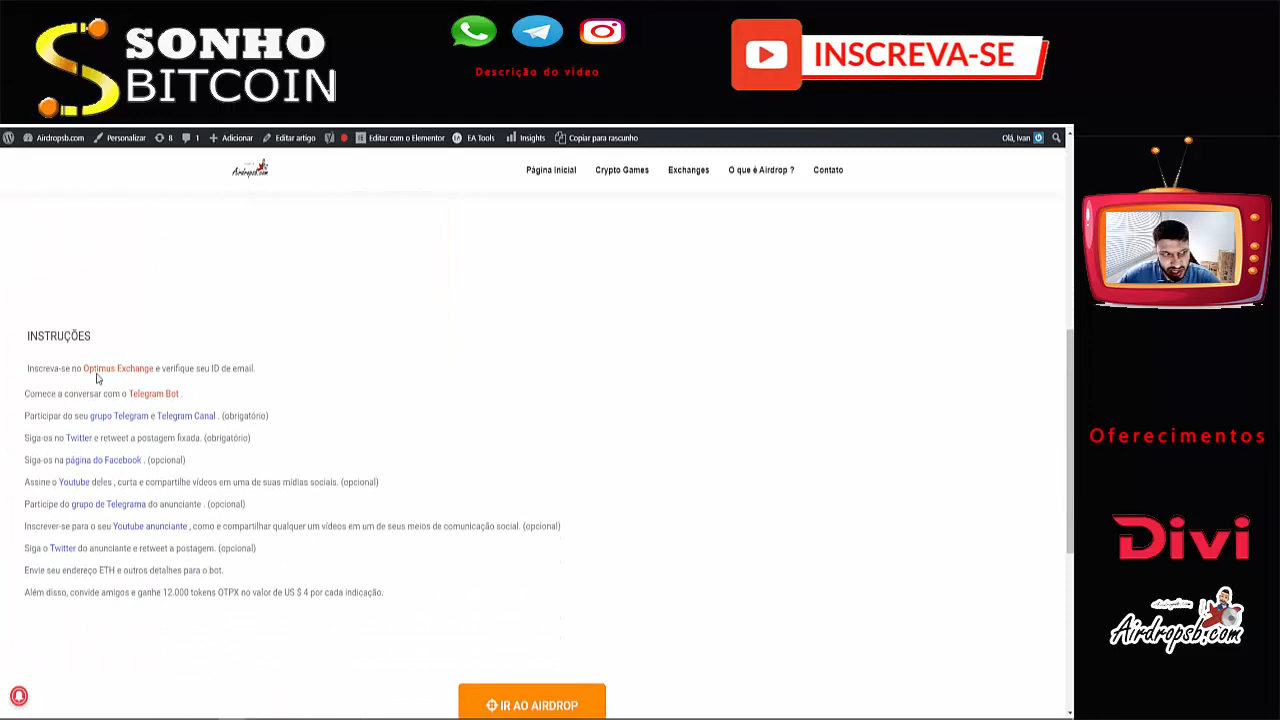 SONHO
BITCOIN
Descrição do vídeo
INSCREVA-SE
Airdropsb.com Personalizar 8 1 Adicionar Editar artigo Editar com o Elementor EA Tools Insights Copiar para rascunho Olá, Ivan
Airdropsb.com
Página Inicial Crypto Games Exchanges O que é Airdrop ? Contato
INSTRUÇÕES
Inscreva-se no Optimus Exchange e verifique seu ID de email.
Comece a conversar com o Telegram Bot .
Participar do seu grupo Telegram e Telegram Canal . (obrigatório)
Siga-os no Twitter e retweet a postagem fixada. (obrigatório)
Siga-os na página do Facebook . (opcional)
Assine o Youtube deles , curta e compartilhe vídeos em uma de suas mídias sociais. (opcional)
Participe do grupo de Telegrama do anunciante . (opcional)
Inscrever-se para o seu Youtube anunciante , como e compartilhar qualquer um vídeos em um de seus meios de comunicação social. (opcional)
Siga o Twitter do anunciante e retweet a postagem. (opcional)
Envie seu endereço ETH e outros detalhes para o bot.
Além disso, convide amigos e ganhe 12.000 tokens OTPX no valor de US $ 4 por cada indicação.
IR AO AIRDROP
Oferecimentos
Divi
Airdropsb.com